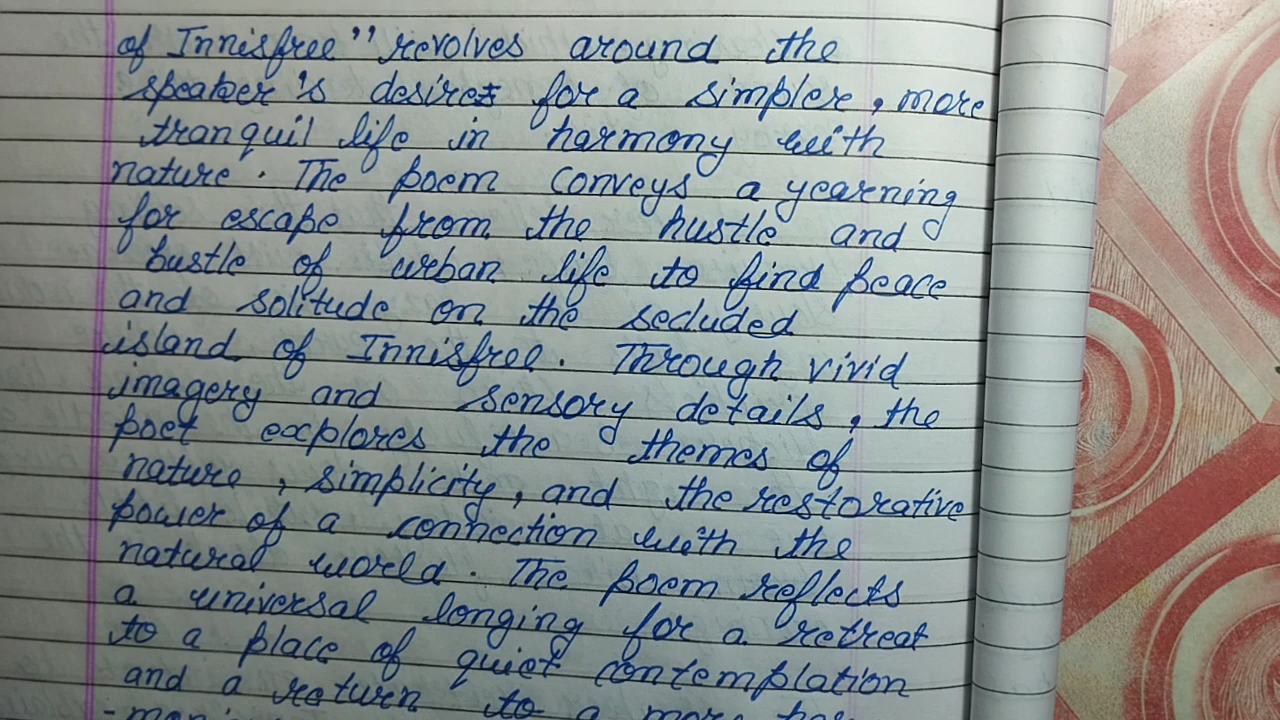 of Innisfree" revolves around the
speaker's desire for a simpler, more
tranquil life in harmony with
nature. The poem conveys a yearning
for escape from the hustle and
bustle of urban life to find peace
and solitude on the secluded
island of Innisfree. Through vivid
imagery and sensory details, the
poet explores the themes of
nature, simplicity, and the restorative
power of a connection with the
natural world. The poem reflects
a universal longing for a retreat
to a place of quiet contemplation
and a return to a more